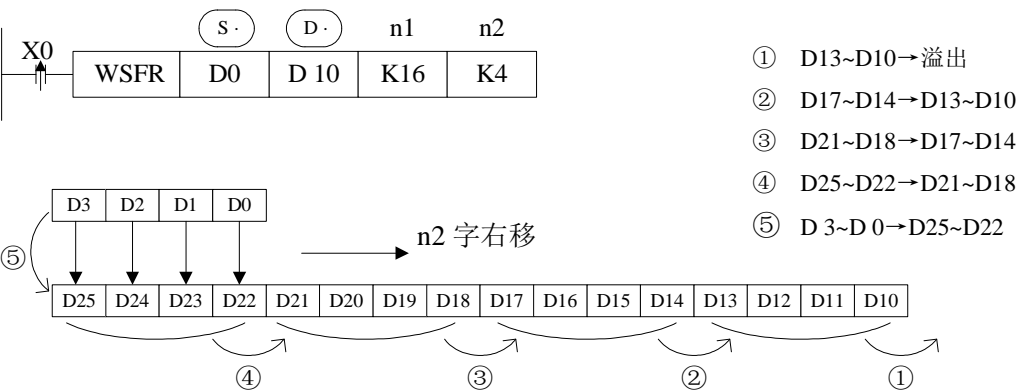 S · D · n1 n2
X0
WSFR D0 D 10 K16 K4
① D13~D10→溢出
② D17~D14→D13~D10
③ D21~D18→D17~D14
④ D25~D22→D21~D18
⑤ D 3~D 0→D25~D22
D3 D2 D1 D0
n2 字右移
⑤
D25 D24 D23 D22 D21 D20 D19 D18 D17 D16 D15 D14 D13 D12 D11 D10
④ ③ ② ①